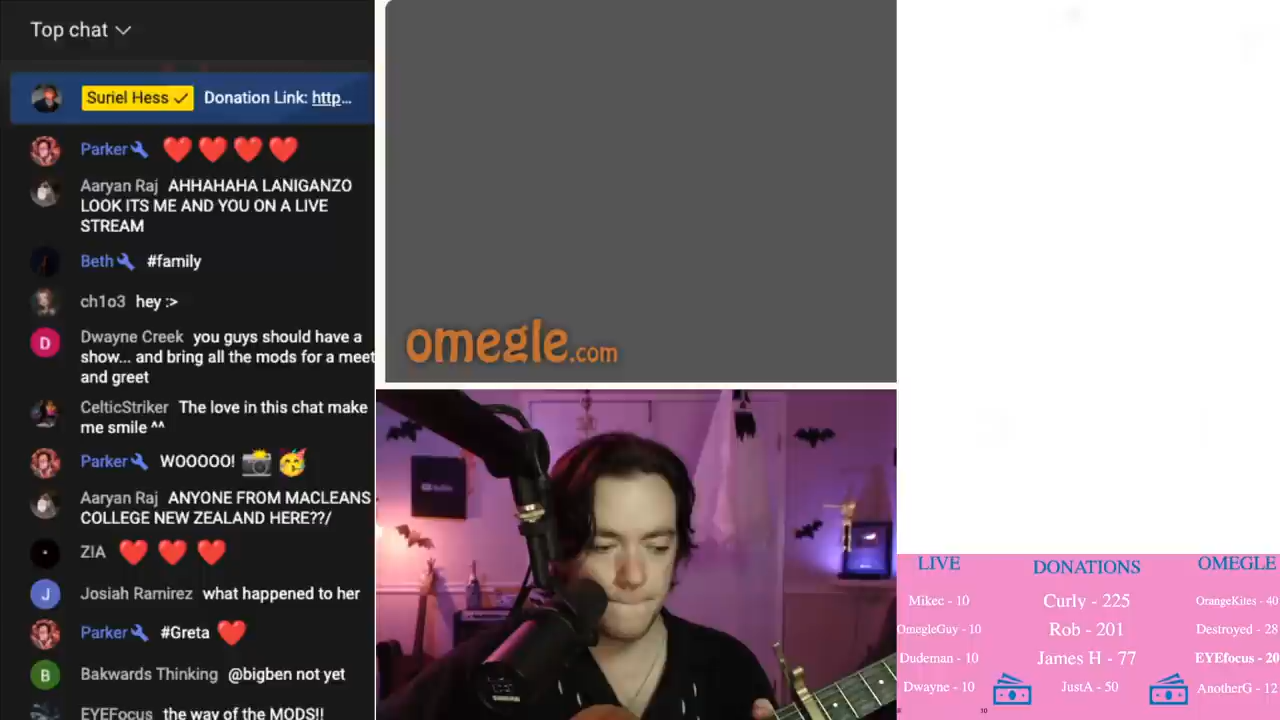 Top chat
Suriel Hess Donation Link: http...
Parker
Aaryan Raj AHHAHAHA LANIGANZO
LOOK ITS ME AND YOU ON A LIVE
STREAM
Beth #family
ch1o3 hey :>
Dwayne Creek you guys should have a
show... and bring all the mods for a meet
and greet
CelticStriker The love in this chat make
me smile ^^
Parker WOOOOO!
Aaryan Raj ANYONE FROM MACLEANS
COLLEGE NEW ZEALAND HERE??/
ZIA
Josiah Ramirez what happened to her
Parker #Greta
Bakwards Thinking @bigben not yet
EYEFocus the way of the MODS!!
D
J
B
omegle.com
LIVE
Mikec - 10
OmegleGuy - 10
Dudeman - 10
Dwayne - 10
DONATIONS
Curly - 225
Rob - 201
James H - 77
JustA - 50
OMEGLE
OrangeKites - 40
Destroyed - 28
EYEfocus - 20
AnotherG - 12